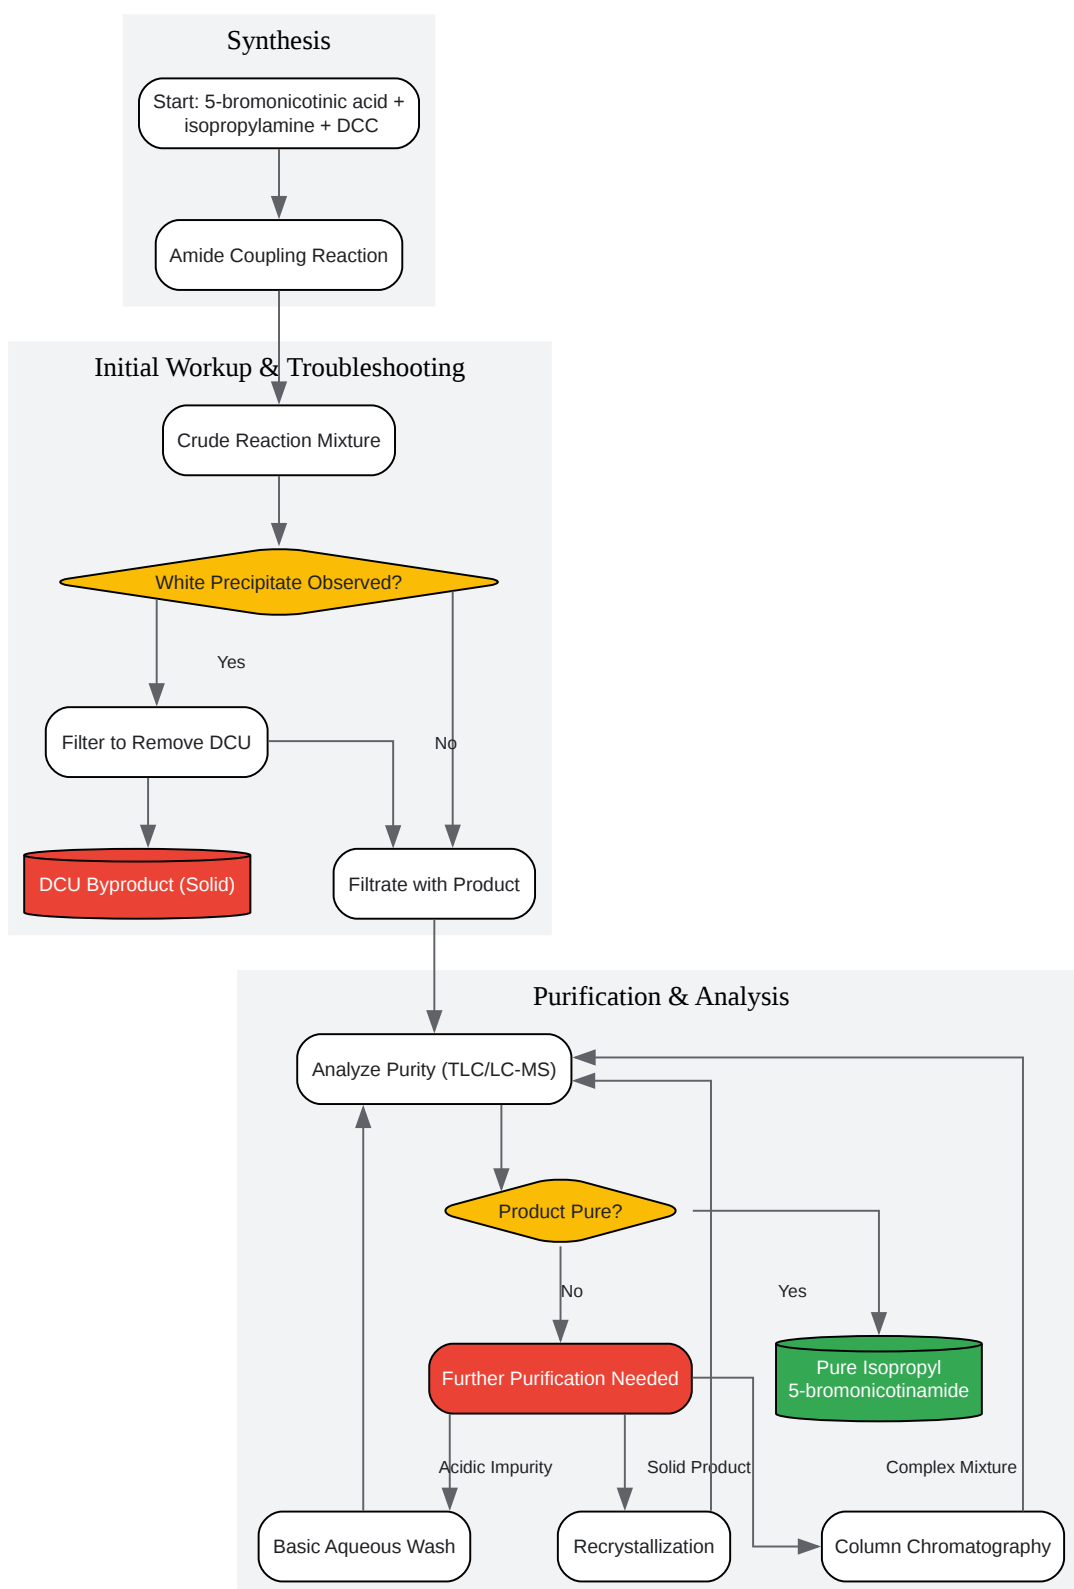 Synthesis
Start: 5-bromonicotinic acid +
isopropylamine + DCC
Amide Coupling Reaction
Initial Workup & Troubleshooting
Crude Reaction Mixture
White Precipitate Observed?
Yes
Filter to Remove DCU
No
DCU Byproduct (Solid)
Filtrate with Product
Purification & Analysis
Analyze Purity (TLC/LC-MS)
Product Pure?
No
Yes
Further Purification Needed
Pure Isopropyl
5-bromonicotinamide
Acidic Impurity
Solid Product
Complex Mixture
Basic Aqueous Wash
Recrystallization
Column Chromatography